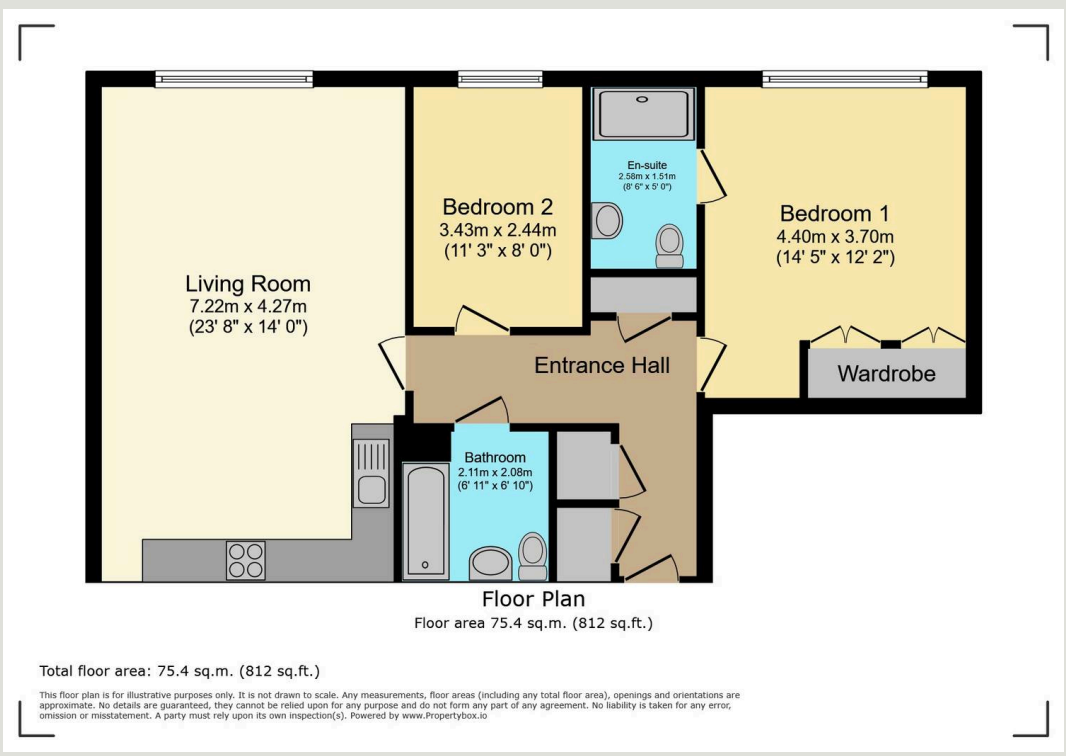 Living Room
7.22m x 4.27m
(23' 8" x 14' 0")
Bedroom 2
3.43m x 2.44m
(11' 3" x 8' 0")
En-suite
2.58m x 1.51m
(8' 6" x 5' 0")
Bedroom 1
4.40m x 3.70m
(14' 5" x 12' 2")
Entrance Hall
Wardrobe
Bathroom
2.11m x 2.08m
(6' 11" x 6' 10")
Floor Plan
Floor area 75.4 sq.m. (812 sq.ft.)
Total floor area: 75.4 sq.m. (812 sq.ft.)
This floor plan is for illustrative purposes only. It is not drawn to scale. Any measurements, floor areas (including any total floor area), openings and orientations are
approximate. No details are guaranteed, they cannot be relied upon for any purpose and do not form any part of any agreement. No liability is taken for any error,
omission or misstatement. A party must rely upon its own inspection(s). Powered by www.Propertybox.io